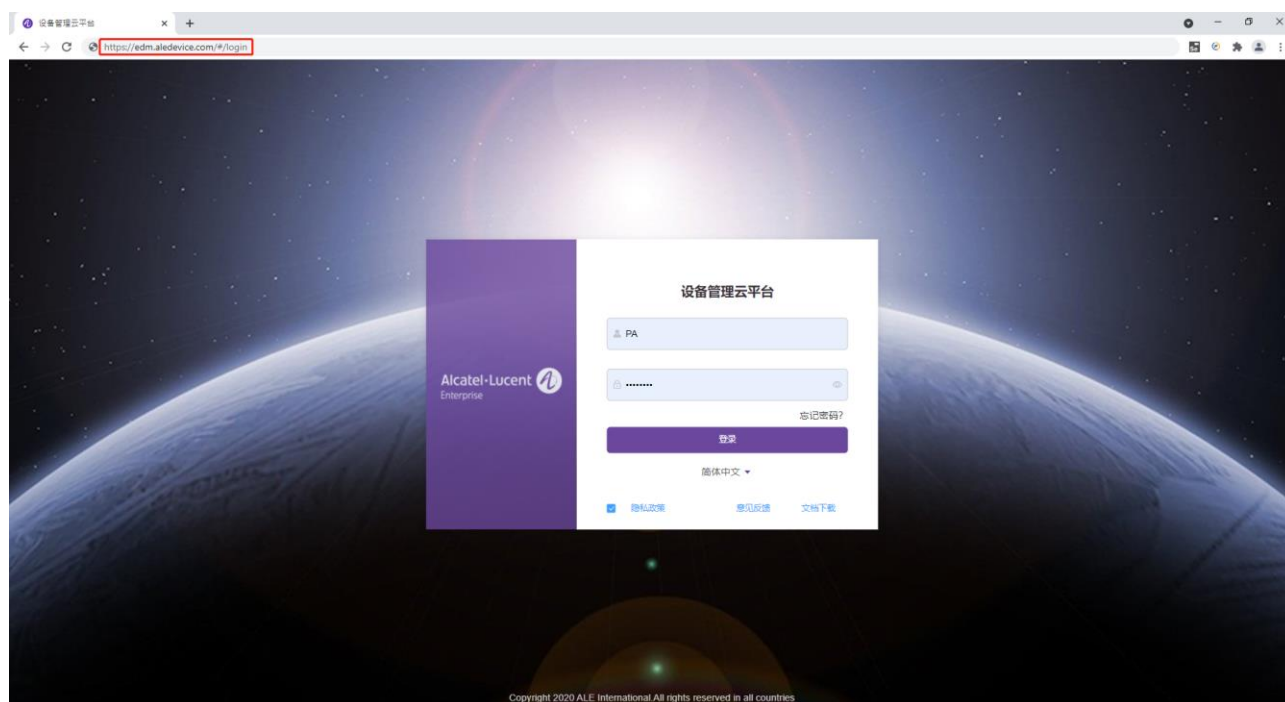 设备管理云平台
https://edm.aledevice.com/#/login
设备管理云平台
PA
Alcatel·Lucent
Enterprise
••••••••
忘记密码?
登录
简体中文
隐私政策 意见反馈 文档下载
Copyright 2020 ALE International.All rights reserved in all countries